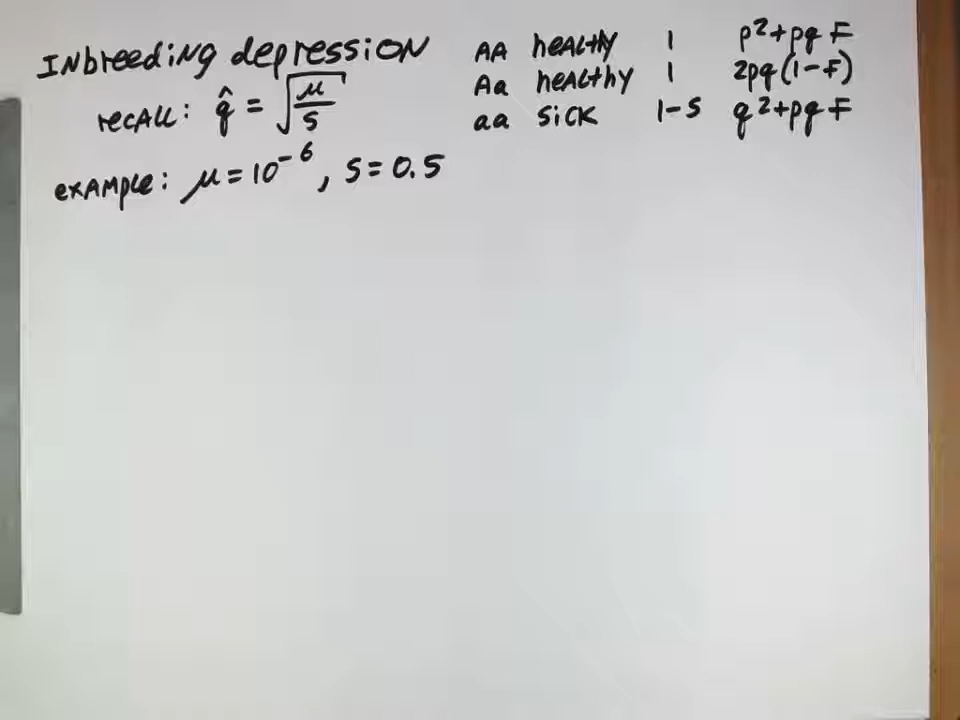 Inbreeding depression
recall: q̂ = √(μ/s)
example: μ = 10⁻⁶, s = 0.5
AA healthy 1 p²+pqF
Aa healthy 1 2pq(1-F)
aa sick 1-s q²+pqF